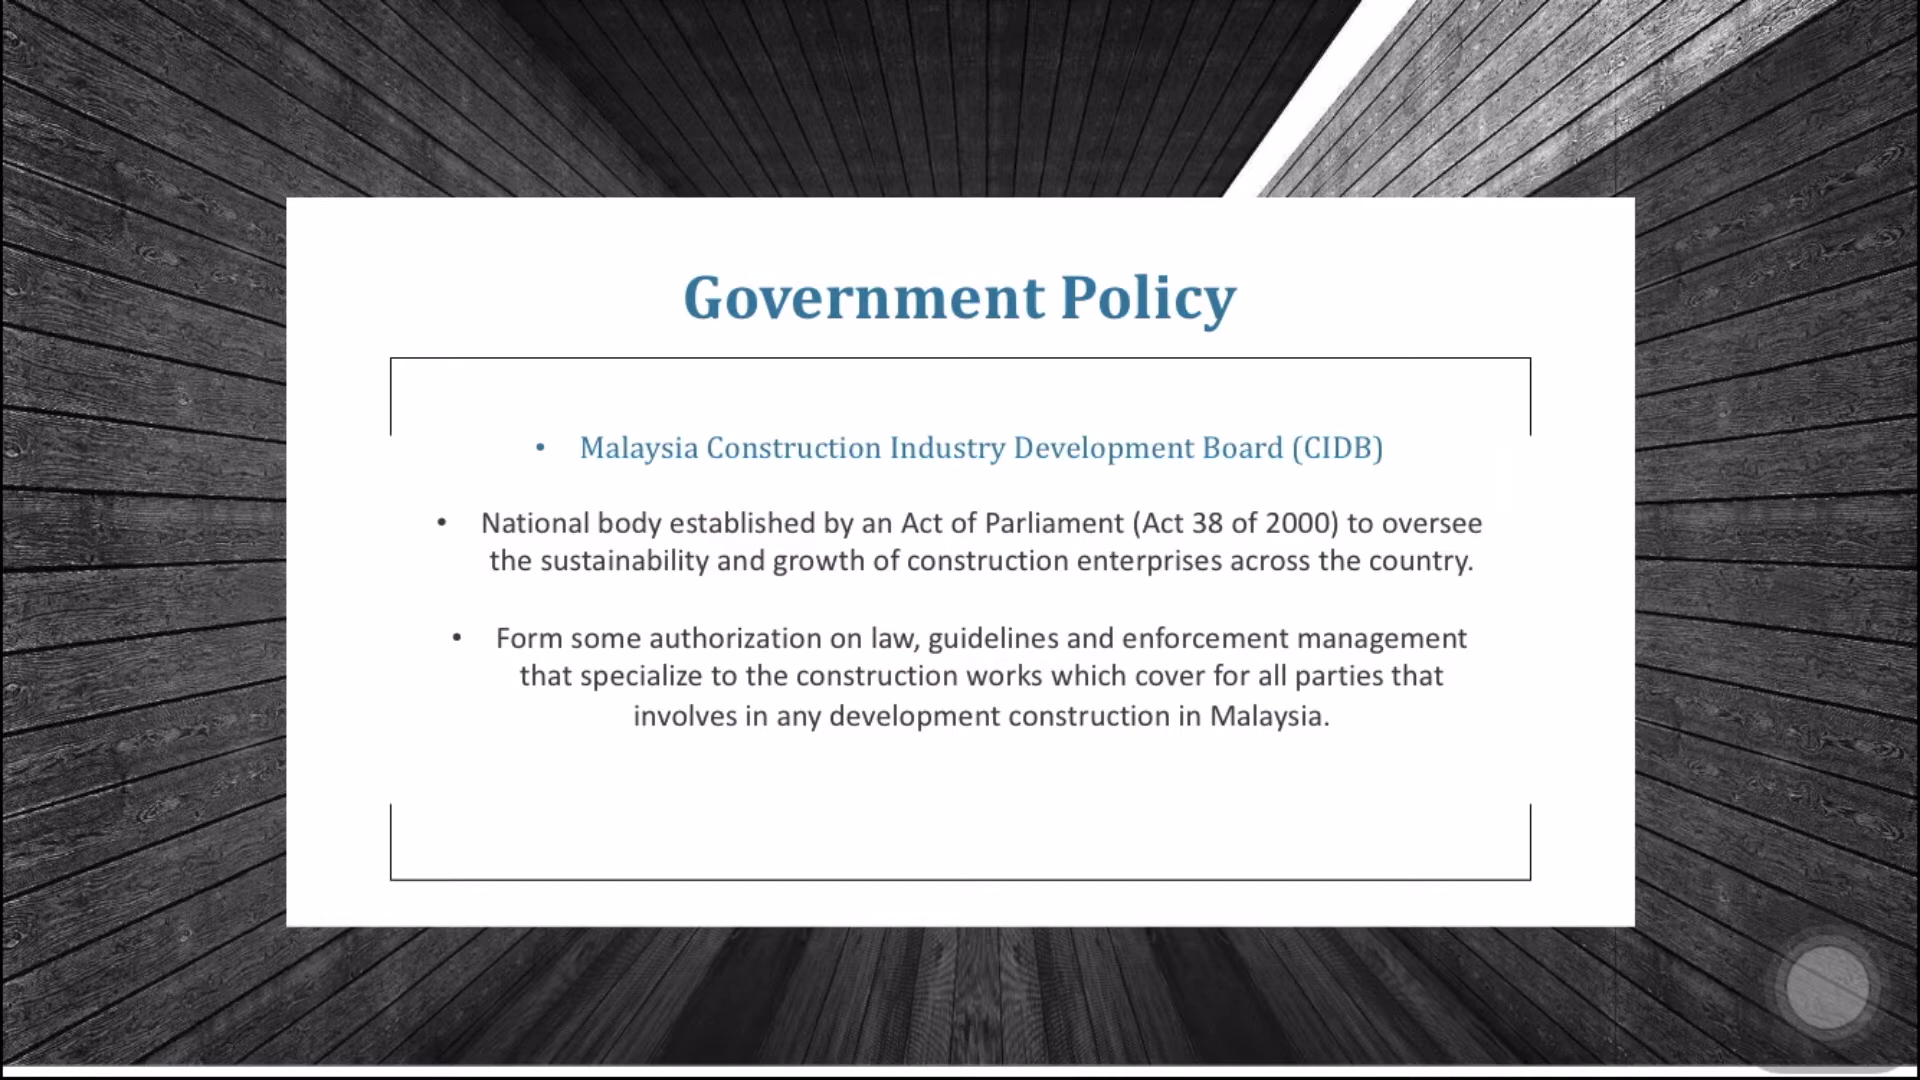 Government Policy
• Malaysia Construction Industry Development Board (CIDB)
• National body established by an Act of Parliament (Act 38 of 2000) to oversee
the sustainability and growth of construction enterprises across the country.
• Form some authorization on law, guidelines and enforcement management
that specialize to the construction works which cover for all parties that
involves in any development construction in Malaysia.